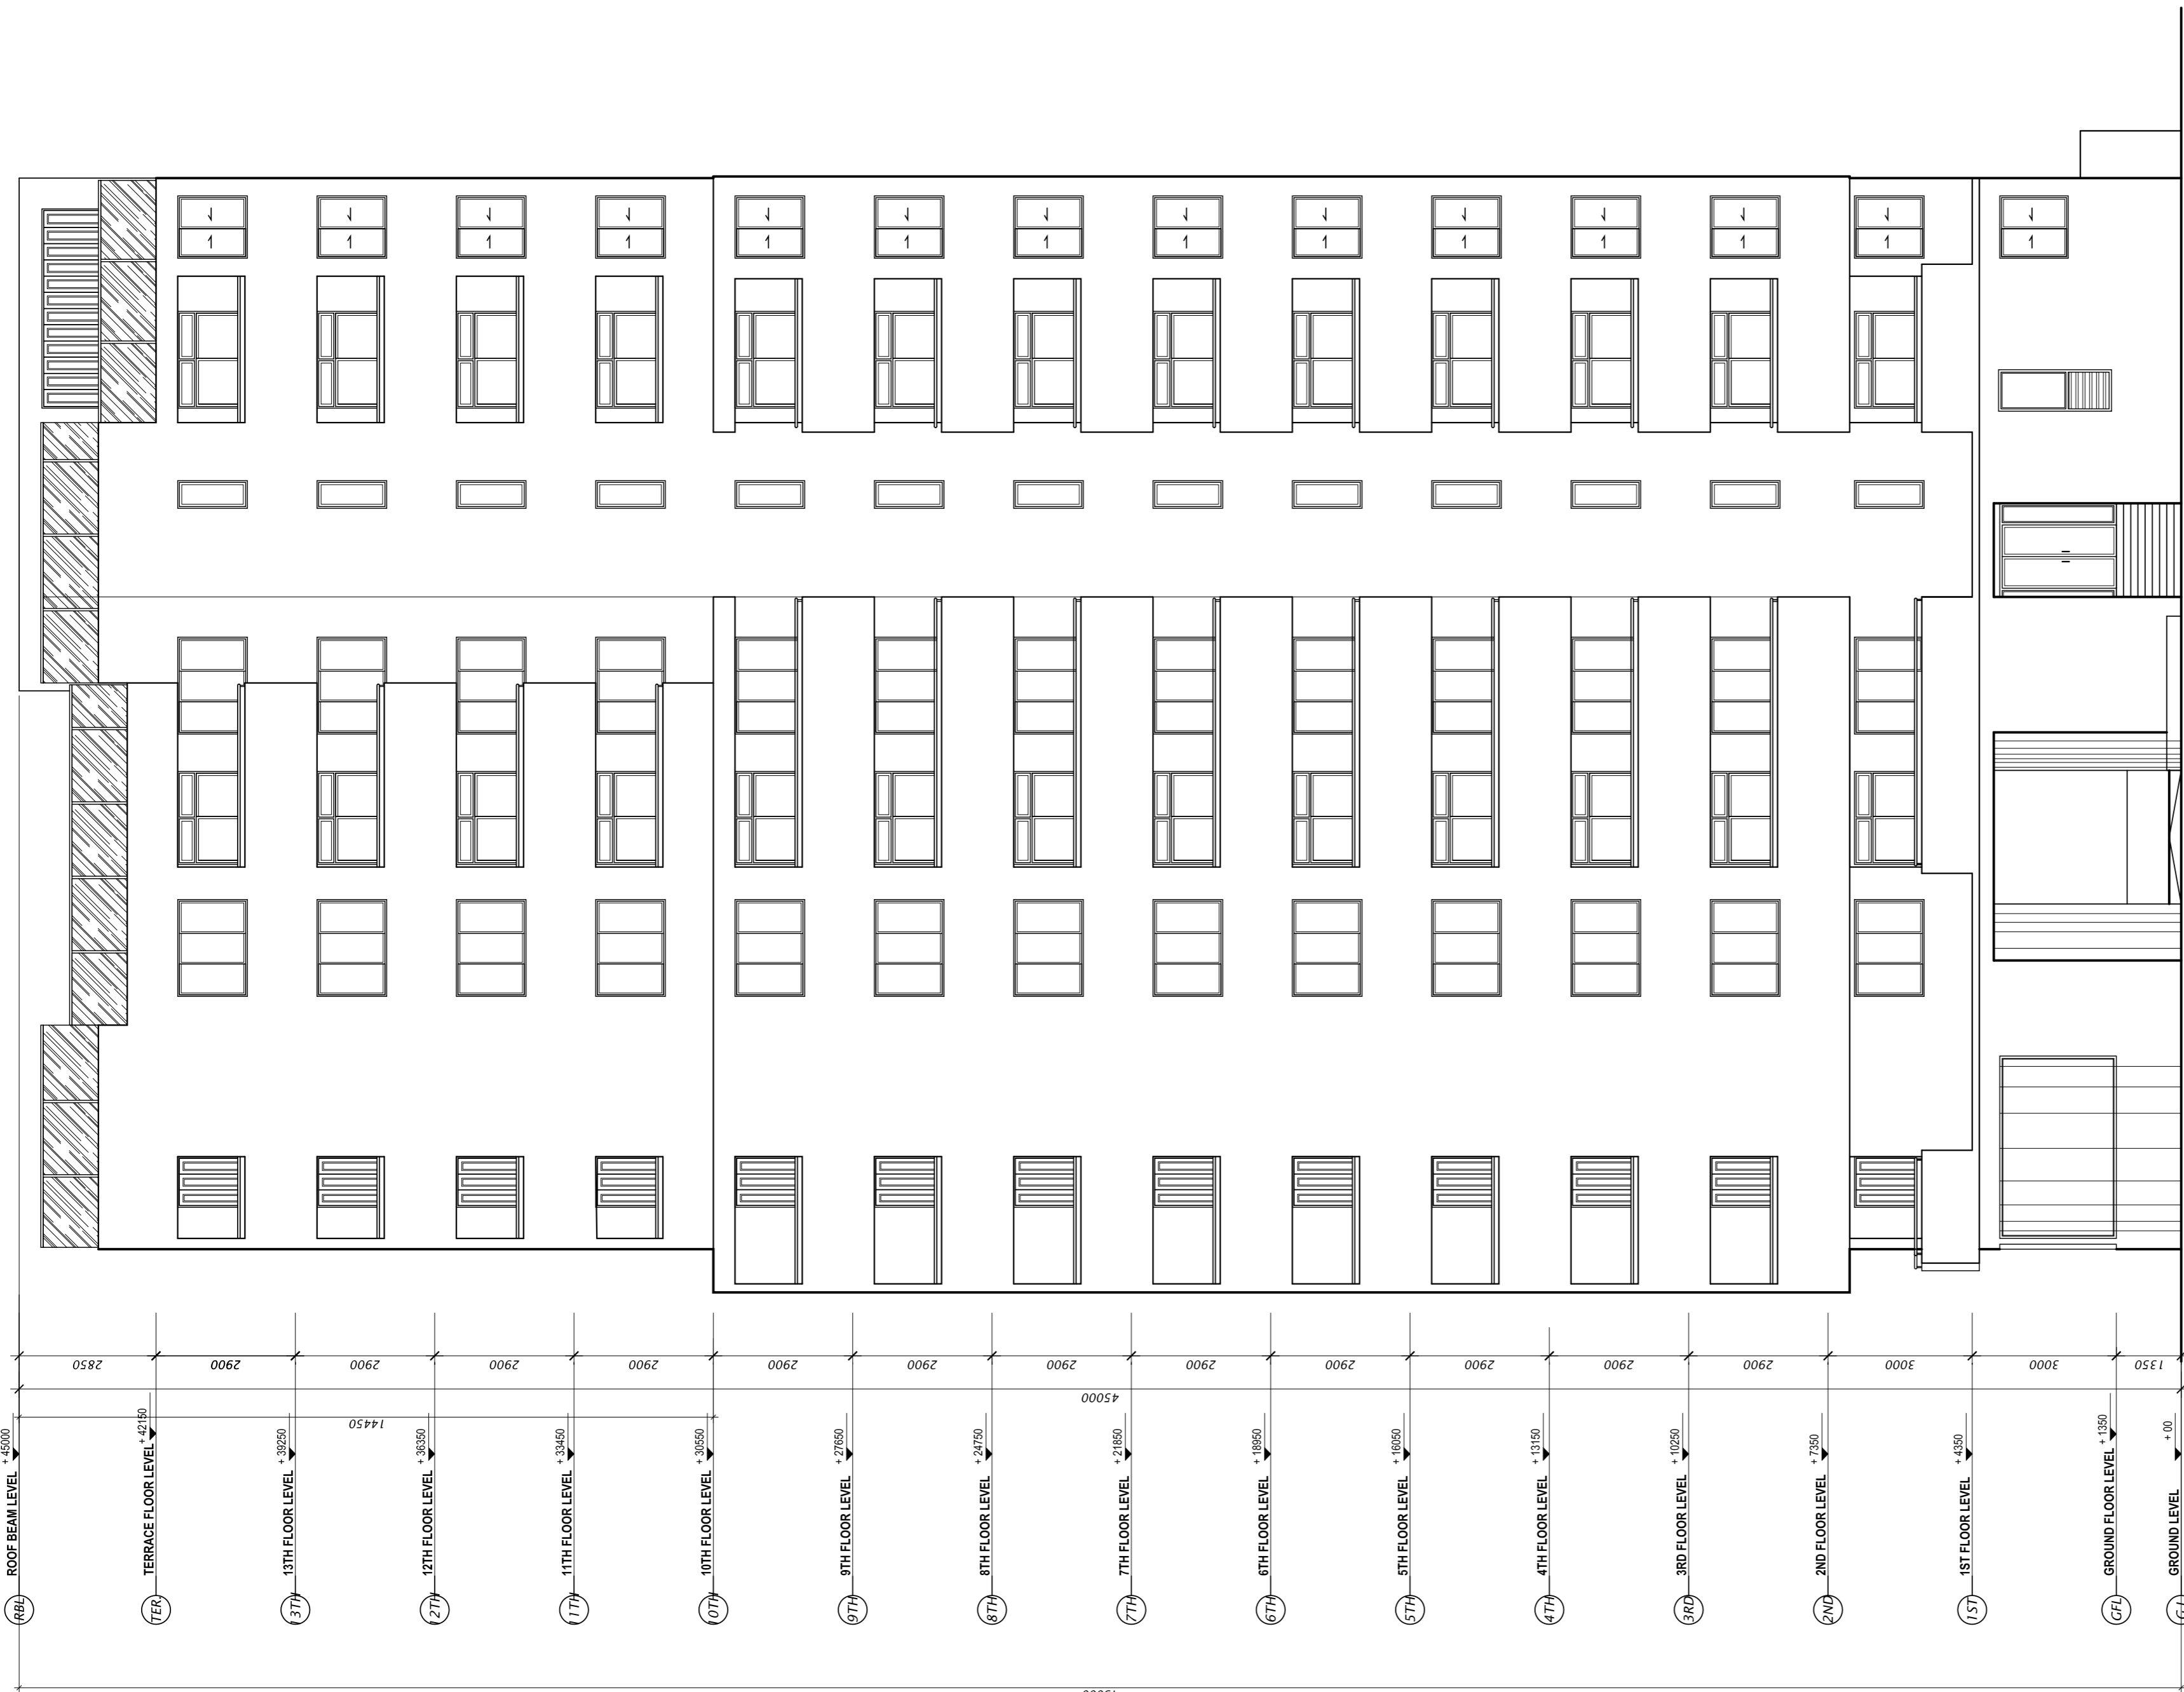 2850
2900
2900
2900
2900
2900
2900
2900
2900
2900
2900
2900
2900
3000
3000
1350
45000
14450
ROOF BEAM LEVEL + 45000
TERRACE FLOOR LEVEL + 42150
13TH FLOOR LEVEL + 39250
12TH FLOOR LEVEL + 36350
11TH FLOOR LEVEL + 33450
10TH FLOOR LEVEL + 30550
9TH FLOOR LEVEL + 27650
8TH FLOOR LEVEL + 24750
7TH FLOOR LEVEL + 21850
6TH FLOOR LEVEL + 18950
5TH FLOOR LEVEL + 16050
4TH FLOOR LEVEL + 13150
3RD FLOOR LEVEL + 10250
2ND FLOOR LEVEL + 7350
1ST FLOOR LEVEL + 4350
GROUND FLOOR LEVEL + 1350
GROUND LEVEL + 00
RBL
TER.
13TH
12TH
11TH
10TH
9TH
8TH
7TH
6TH
5TH
4TH
3RD
2ND
1ST
GFL